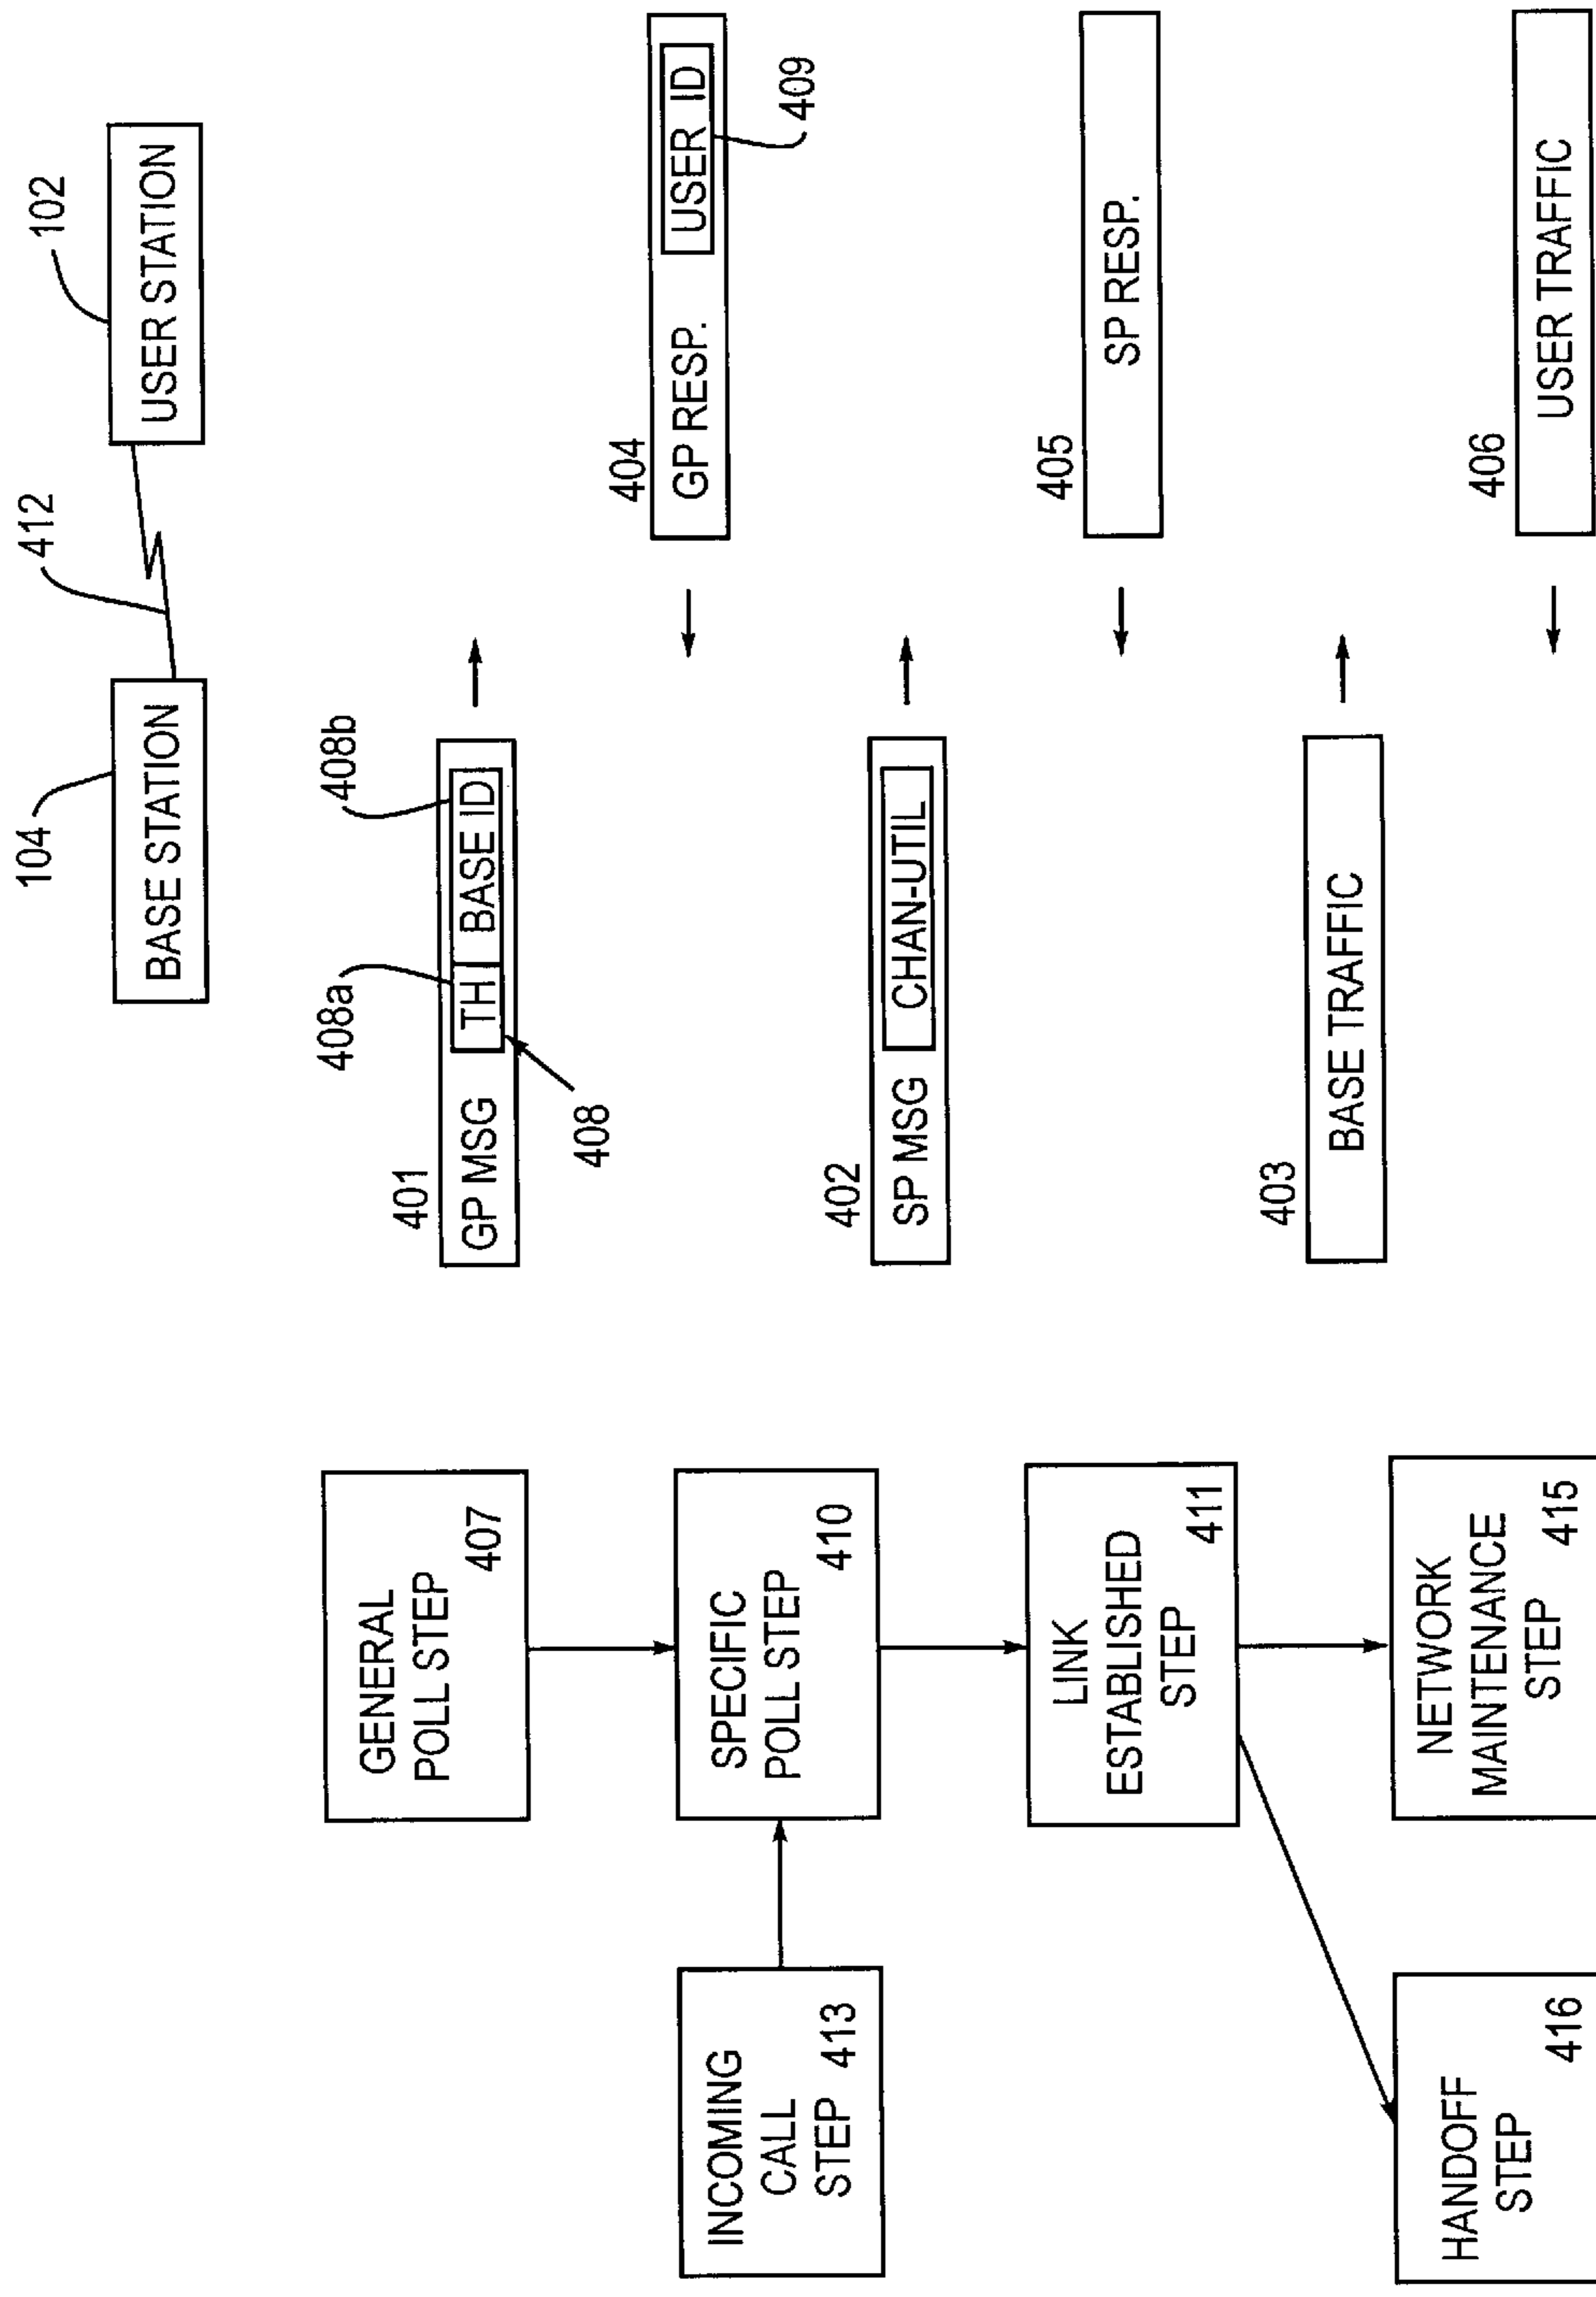 104
BASE STATION
412
102
USER STATION
GENERAL
POLL STEP
407
401
GP MSG
TH
BASE ID
408a
408b
408
404
GP RESP.
USER ID
409
INCOMING
CALL
STEP 413
SPECIFIC
POLL STEP
410
402
SP MSG
CHAN-UTIL
405
SP RESP.
LINK
ESTABLISHED
STEP
411
403
BASE TRAFFIC
406
USER TRAFFIC
HANDOFF
STEP
416
NETWORK
MAINTENANCE
STEP 415